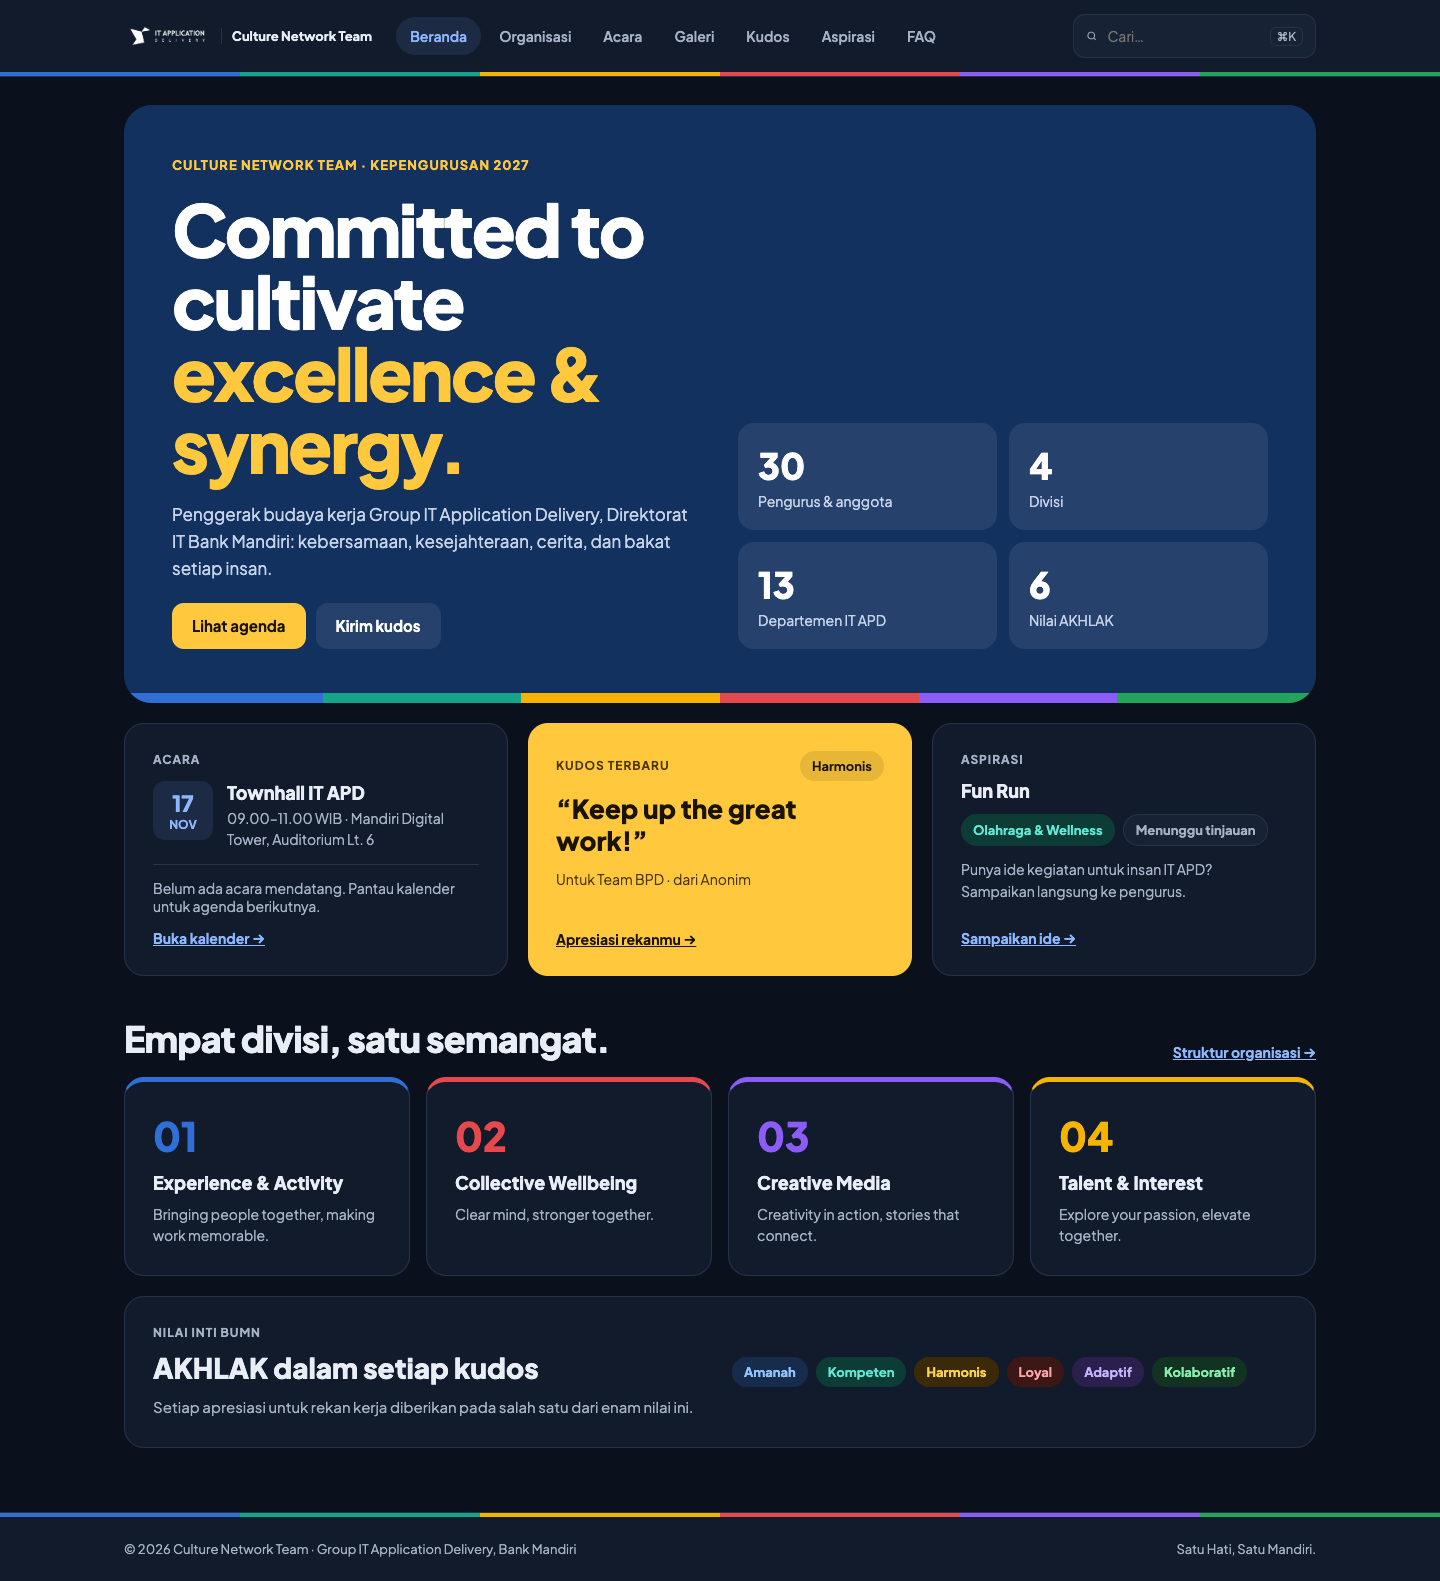 IT APPLICATION
DELIVERY
Culture Network Team
Beranda
Organisasi
Acara
Galeri
Kudos
Aspirasi
FAQ
Cari...
⌘K
CULTURE NETWORK TEAM · KEPENGURUSAN 2027
Committed to
cultivate
excellence &
synergy.
Penggerak budaya kerja Group IT Application Delivery, Direktorat
IT Bank Mandiri: kebersamaan, kesejahteraan, cerita, dan bakat
setiap insan.
Lihat agenda
Kirim kudos
30
Pengurus & anggota
4
Divisi
13
Departemen IT APD
6
Nilai AKHLAK
ACARA
17
NOV
Townhall IT APD
09.00–11.00 WIB · Mandiri Digital
Tower, Auditorium Lt. 6
Belum ada acara mendatang. Pantau kalender
untuk agenda berikutnya.
Buka kalender →
KUDOS TERBARU
Harmonis
“Keep up the great
work!”
Untuk Team BPD · dari Anonim
Apresiasi rekanmu →
ASPIRASI
Fun Run
Olahraga & Wellness
Menunggu tinjauan
Punya ide kegiatan untuk insan IT APD?
Sampaikan langsung ke pengurus.
Sampaikan ide →
Empat divisi, satu semangat.
Struktur organisasi →
01
Experience & Activity
Bringing people together, making
work memorable.
02
Collective Wellbeing
Clear mind, stronger together.
03
Creative Media
Creativity in action, stories that
connect.
04
Talent & Interest
Explore your passion, elevate
together.
NILAI INTI BUMN
AKHLAK dalam setiap kudos
Setiap apresiasi untuk rekan kerja diberikan pada salah satu dari enam nilai ini.
Amanah
Kompeten
Harmonis
Loyal
Adaptif
Kolaboratif
© 2026 Culture Network Team · Group IT Application Delivery, Bank Mandiri
Satu Hati, Satu Mandiri.